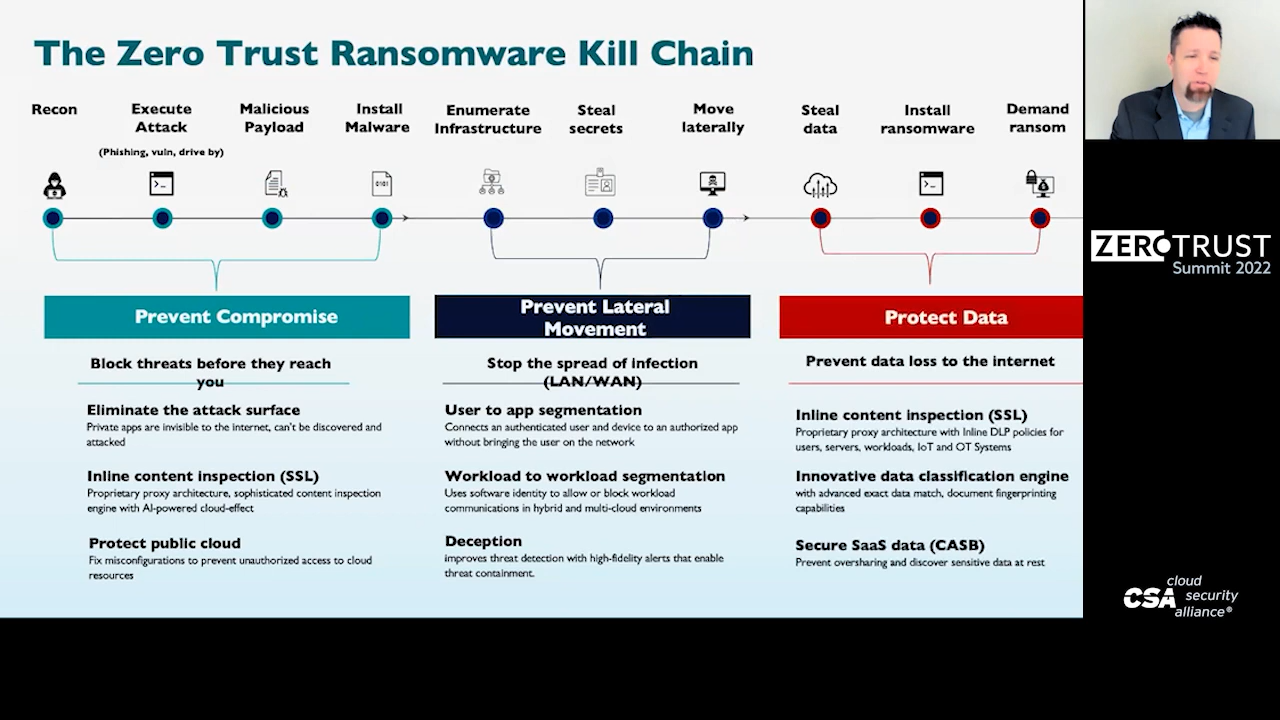 The Zero Trust Ransomware Kill Chain
Recon
Execute
Attack
(Phishing, vuln, drive by)
Malicious
Payload
Install
Malware
Enumerate
Infrastructure
Steal
secrets
Move
laterally
Steal
data
Install
ransomware
Demand
ransom
0101
Prevent Compromise
Block threats before they reach
you
Eliminate the attack surface
Private apps are invisible to the internet, can't be discovered and
attacked
Inline content inspection (SSL)
Proprietary proxy architecture, sophisticated content inspection
engine with AI-powered cloud-effect
Protect public cloud
Fix misconfigurations to prevent unauthorized access to cloud
resources
Prevent Lateral
Movement
Stop the spread of infection
(LAN/WAN)
User to app segmentation
Connects an authenticated user and device to an authorized app
without bringing the user on the network
Workload to workload segmentation
Uses software identity to allow or block workload
communications in hybrid and multi-cloud environments
Deception
improves threat detection with high-fidelity alerts that enable
threat containment.
Protect Data
Prevent data loss to the internet
Inline content inspection (SSL)
Proprietary proxy architecture with Inline DLP policies for
users, servers, workloads, IoT and OT Systems
Innovative data classification engine
with advanced exact data match, document fingerprinting
capabilities
Secure SaaS data (CASB)
Prevent oversharing and discover sensitive data at rest
ZEROTRUST
Summit 2022
CSA cloud
security
alliance®